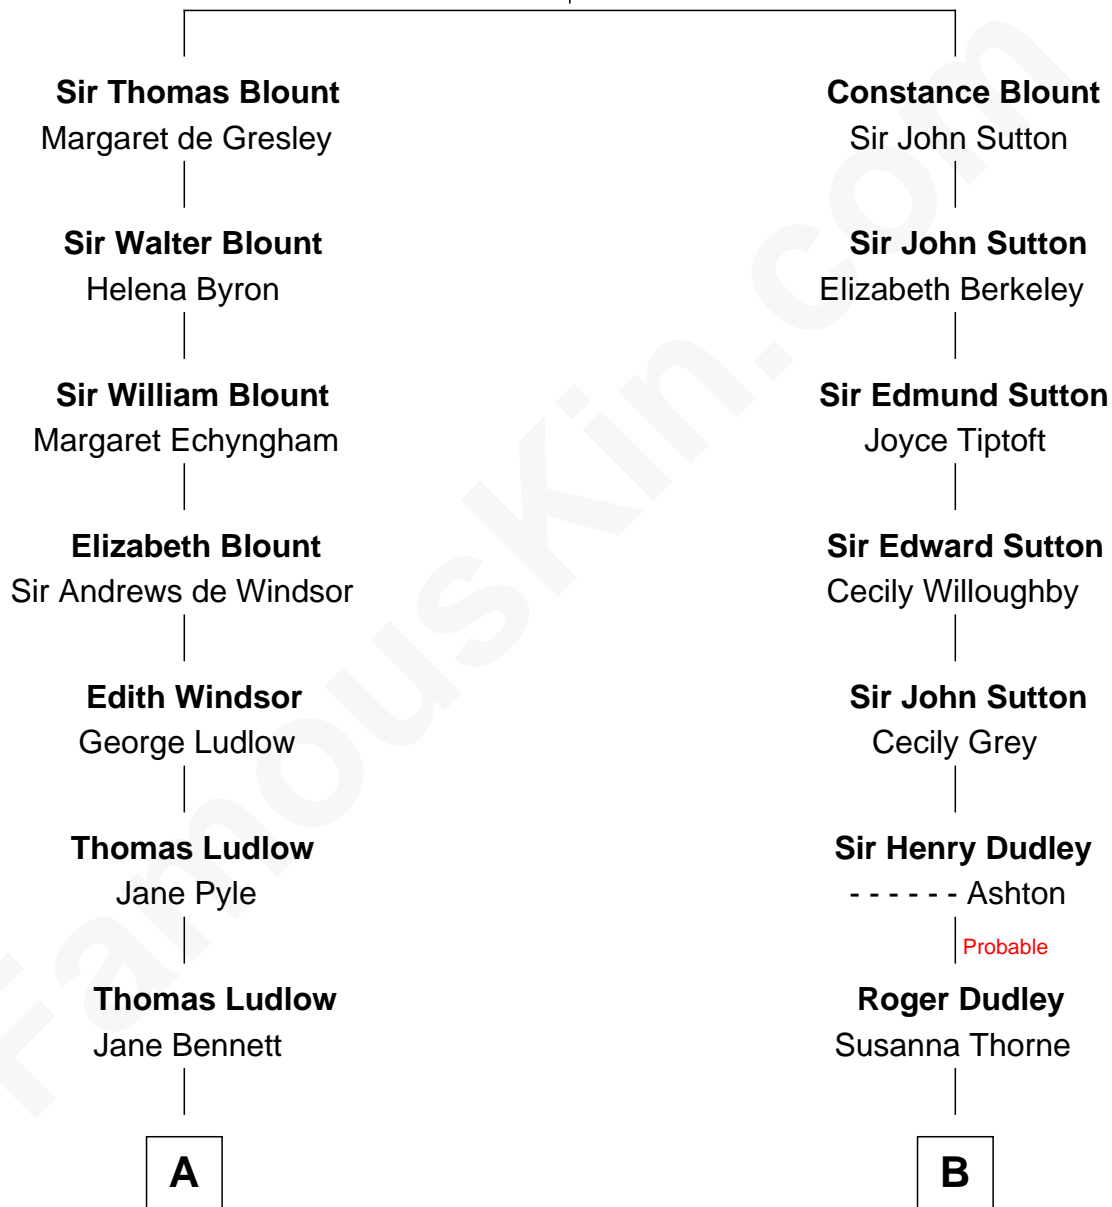 Sir Thomas Blount
Margaret de Gresley
Sir Walter Blount
Helena Byron
Sir William Blount
Margaret Echyngham
Elizabeth Blount
Sir Andrews de Windsor
Edith Windsor
George Ludlow
Thomas Ludlow
Jane Pyle
Thomas Ludlow
Jane Bennett
A
Constance Blount
Sir John Sutton
Sir John Sutton
Elizabeth Berkeley
Sir Edmund Sutton
Joyce Tiptoft
Sir Edward Sutton
Cecily Willoughby
Sir John Sutton
Cecily Grey
Sir Henry Dudley
- - - - - - Ashton
Probable
Roger Dudley
Susanna Thorne
B
FamousKin.com